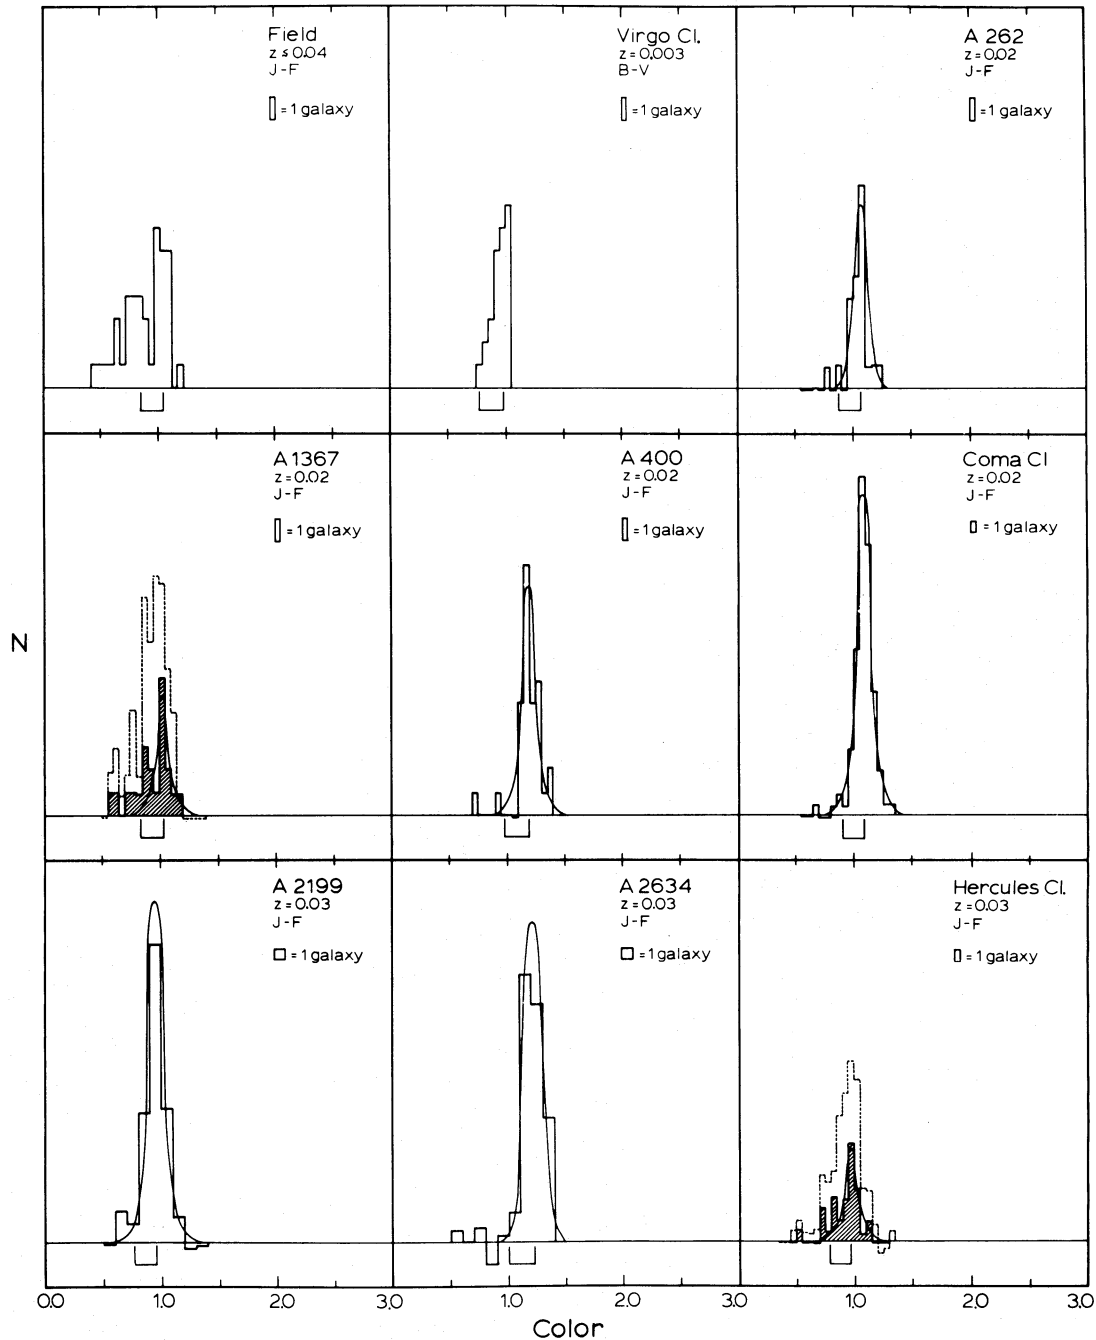 Field
z ≤ 0.04
J-F
= 1 galaxy
Virgo Cl.
z = 0.003
B-V
= 1 galaxy
A 262
z = 0.02
J-F
= 1 galaxy
A 1367
z = 0.02
J-F
= 1 galaxy
A 400
z = 0.02
J-F
= 1 galaxy
Coma Cl
z = 0.02
J-F
= 1 galaxy
N
A 2199
z = 0.03
J-F
= 1 galaxy
A 2634
z = 0.03
J-F
= 1 galaxy
Hercules Cl.
z = 0.03
J-F
= 1 galaxy
0.0 1.0 2.0 3.0 1.0 2.0 3.0 1.0 2.0 3.0
Color